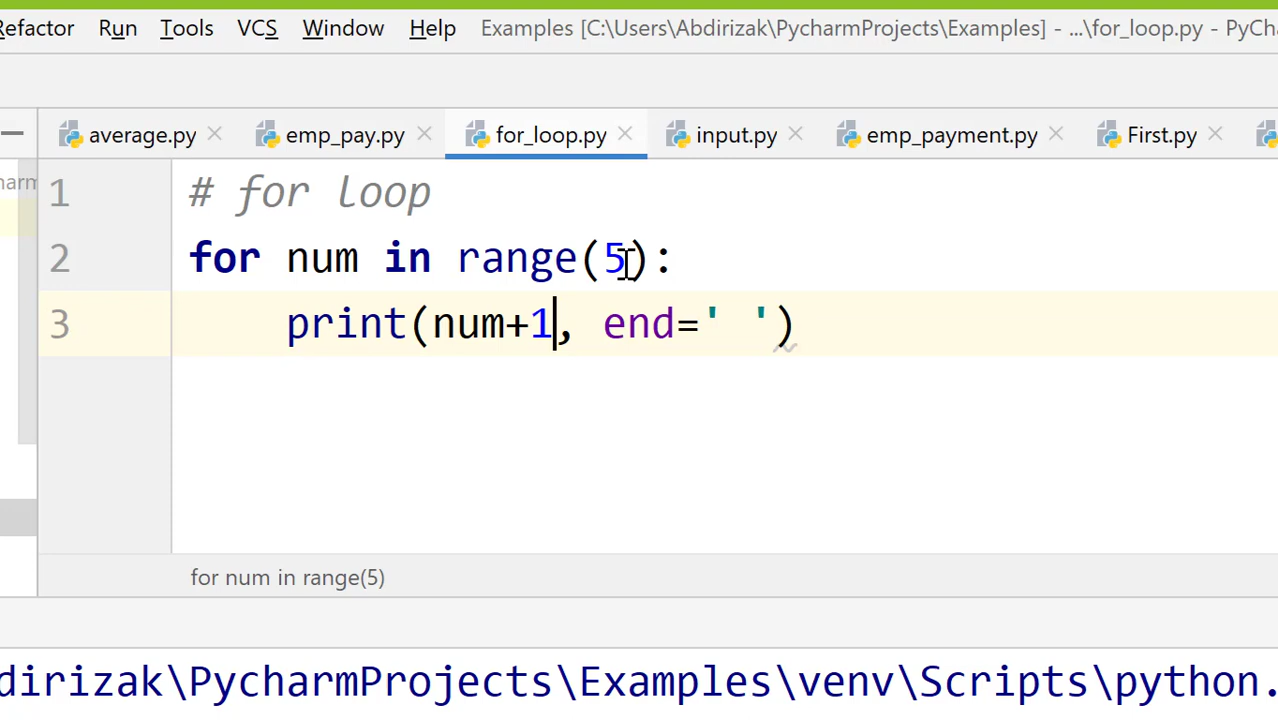 Refactor Run Tools VCS Window Help Examples [C:\Users\Abdirizak\PycharmProjects\Examples] - ...\for_loop.py - PyCha
average.py emp_pay.py for_loop.py input.py emp_payment.py First.py
harm
1 # for loop
2 for num in range(5):
3 print(num+1, end=' ')
for num in range(5)
dirizak\PycharmProjects\Examples\venv\Scripts\python.